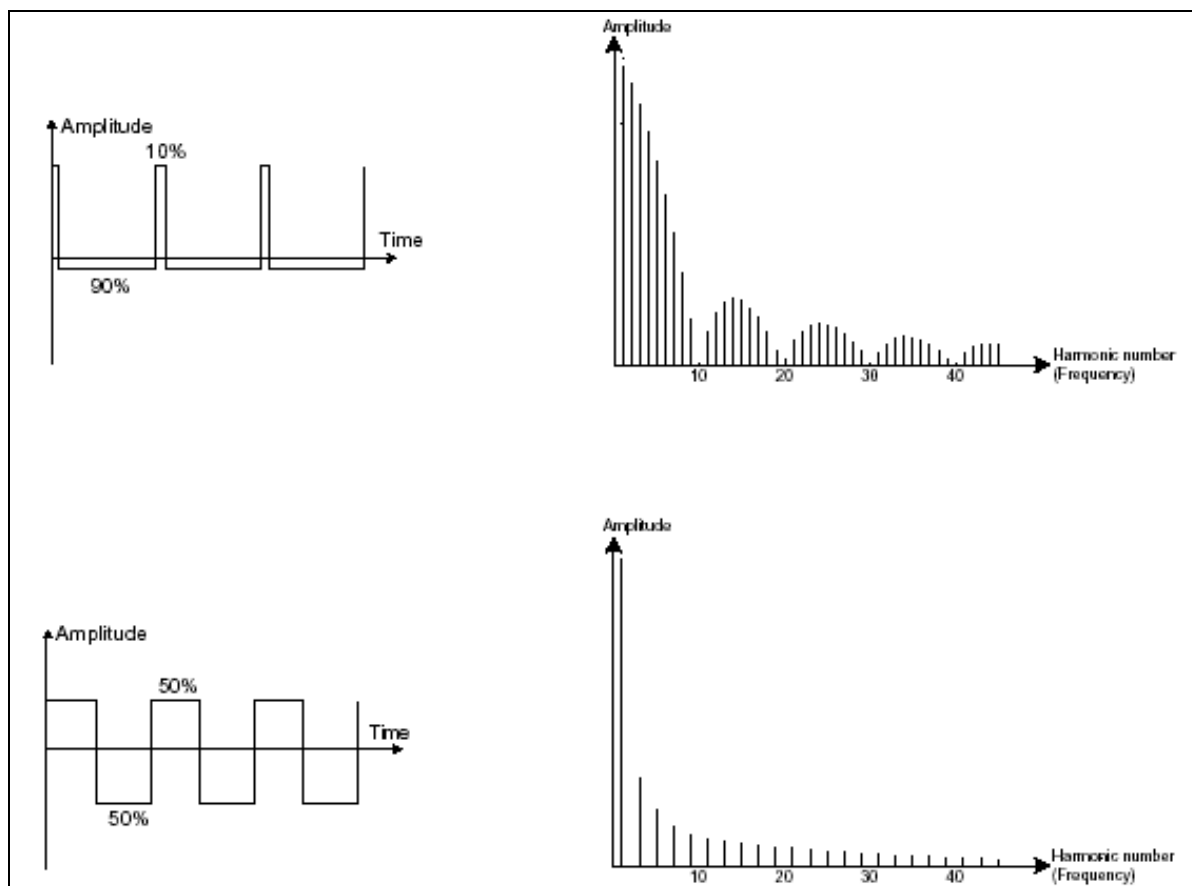 Amplitude
10%
Time
90%
Amplitude
Harmonic number
(Frequency)
10 20 30 40
Amplitude
50%
Time
50%
Amplitude
Harmonic number
(Frequency)
10 20 30 40